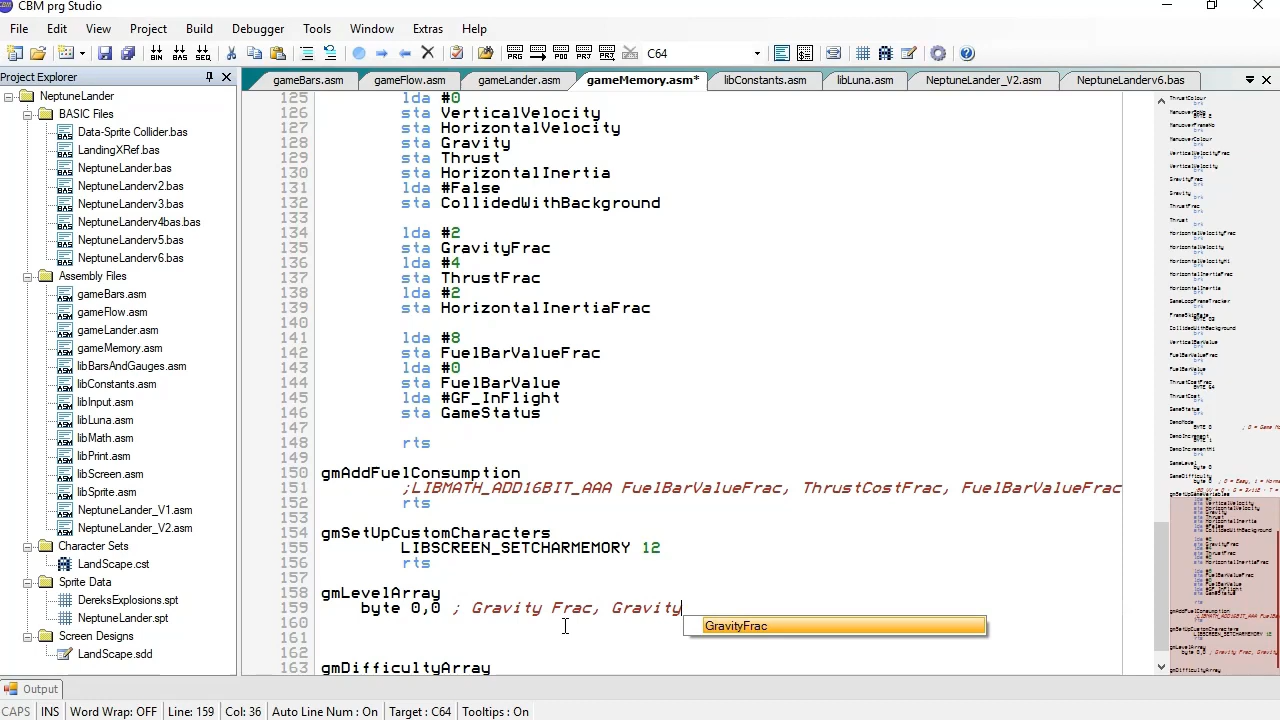 CBM prg Studio
File Edit View Project Build Debugger Tools Window Extras Help
C64
Project Explorer
gameBars.asm gameFlow.asm gameLander.asm gameMemory.asm* libConstants.asm libLuna.asm NeptuneLander_V2.asm NeptuneLanderv6.bas
NeptuneLander
BASIC Files
Data-Sprite Collider.bas
LandingXRef.bas
NeptuneLander.bas
NeptuneLanderv2.bas
NeptuneLanderv3.bas
NeptuneLanderv4bas.bas
NeptuneLanderv5.bas
NeptuneLanderv6.bas
Assembly Files
gameBars.asm
gameFlow.asm
gameLander.asm
gameMemory.asm
libBarsAndGauges.asm
libConstants.asm
libInput.asm
libLuna.asm
libMath.asm
libPrint.asm
libScreen.asm
libSprite.asm
NeptuneLander_V1.asm
NeptuneLander_V2.asm
Character Sets
LandScape.cst
Sprite Data
DereksExplosions.spt
NeptuneLander.spt
Screen Designs
LandScape.sdd
125 lda #0
126 sta VerticalVelocity
127 sta HorizontalVelocity
128 sta Gravity
129 sta Thrust
130 sta HorizontalInertia
131 lda #False
132 sta CollidedWithBackground
133
134 lda #2
135 sta GravityFrac
136 lda #4
137 sta ThrustFrac
138 lda #2
139 sta HorizontalInertiaFrac
140
141 lda #8
142 sta FuelBarValueFrac
143 lda #0
144 sta FuelBarValue
145 lda #GF_InFlight
146 sta GameStatus
147
148 rts
149
150 gmAddFuelConsumption
151 ;LIBMATH_ADD16BIT_AAA FuelBarValueFrac, ThrustCostFrac, FuelBarValueFrac
152 rts
153
154 gmSetUpCustomCharacters
155 LIBSCREEN_SETCHARMEMORY 12
156 rts
157
158 gmLevelArray
159 byte 0,0 ; Gravity Frac, Gravity
GravityFrac
160
161
162
163 gmDifficultyArray
Output
CAPS INS Word Wrap: OFF Line: 159 Col: 36 Auto Line Num : On Target : C64 Tooltips : On